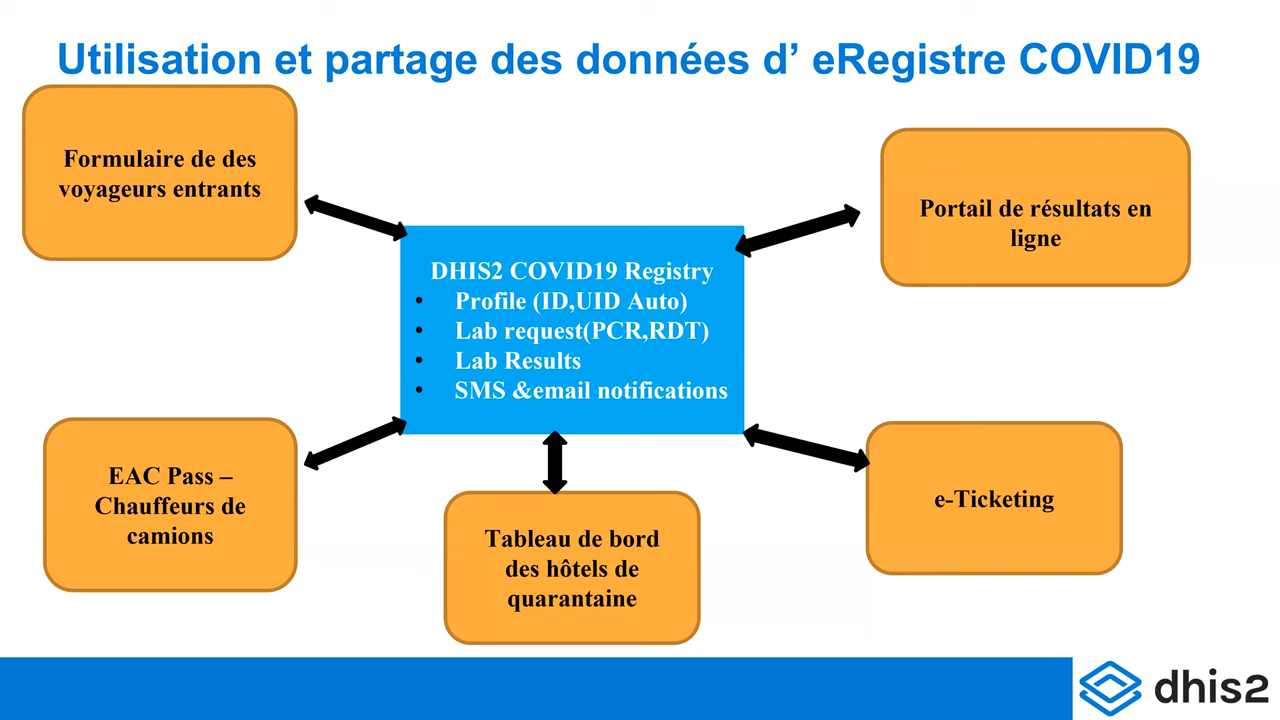 Utilisation et partage des données d’ eRegistre COVID19
Formulaire de des
voyageurs entrants
Portail de résultats en
ligne
DHIS2 COVID19 Registry
• Profile (ID,UID Auto)
• Lab request(PCR,RDT)
• Lab Results
• SMS &email notifications
EAC Pass –
Chauffeurs de
camions
Tableau de bord
des hôtels de
quarantaine
e-Ticketing
dhis2